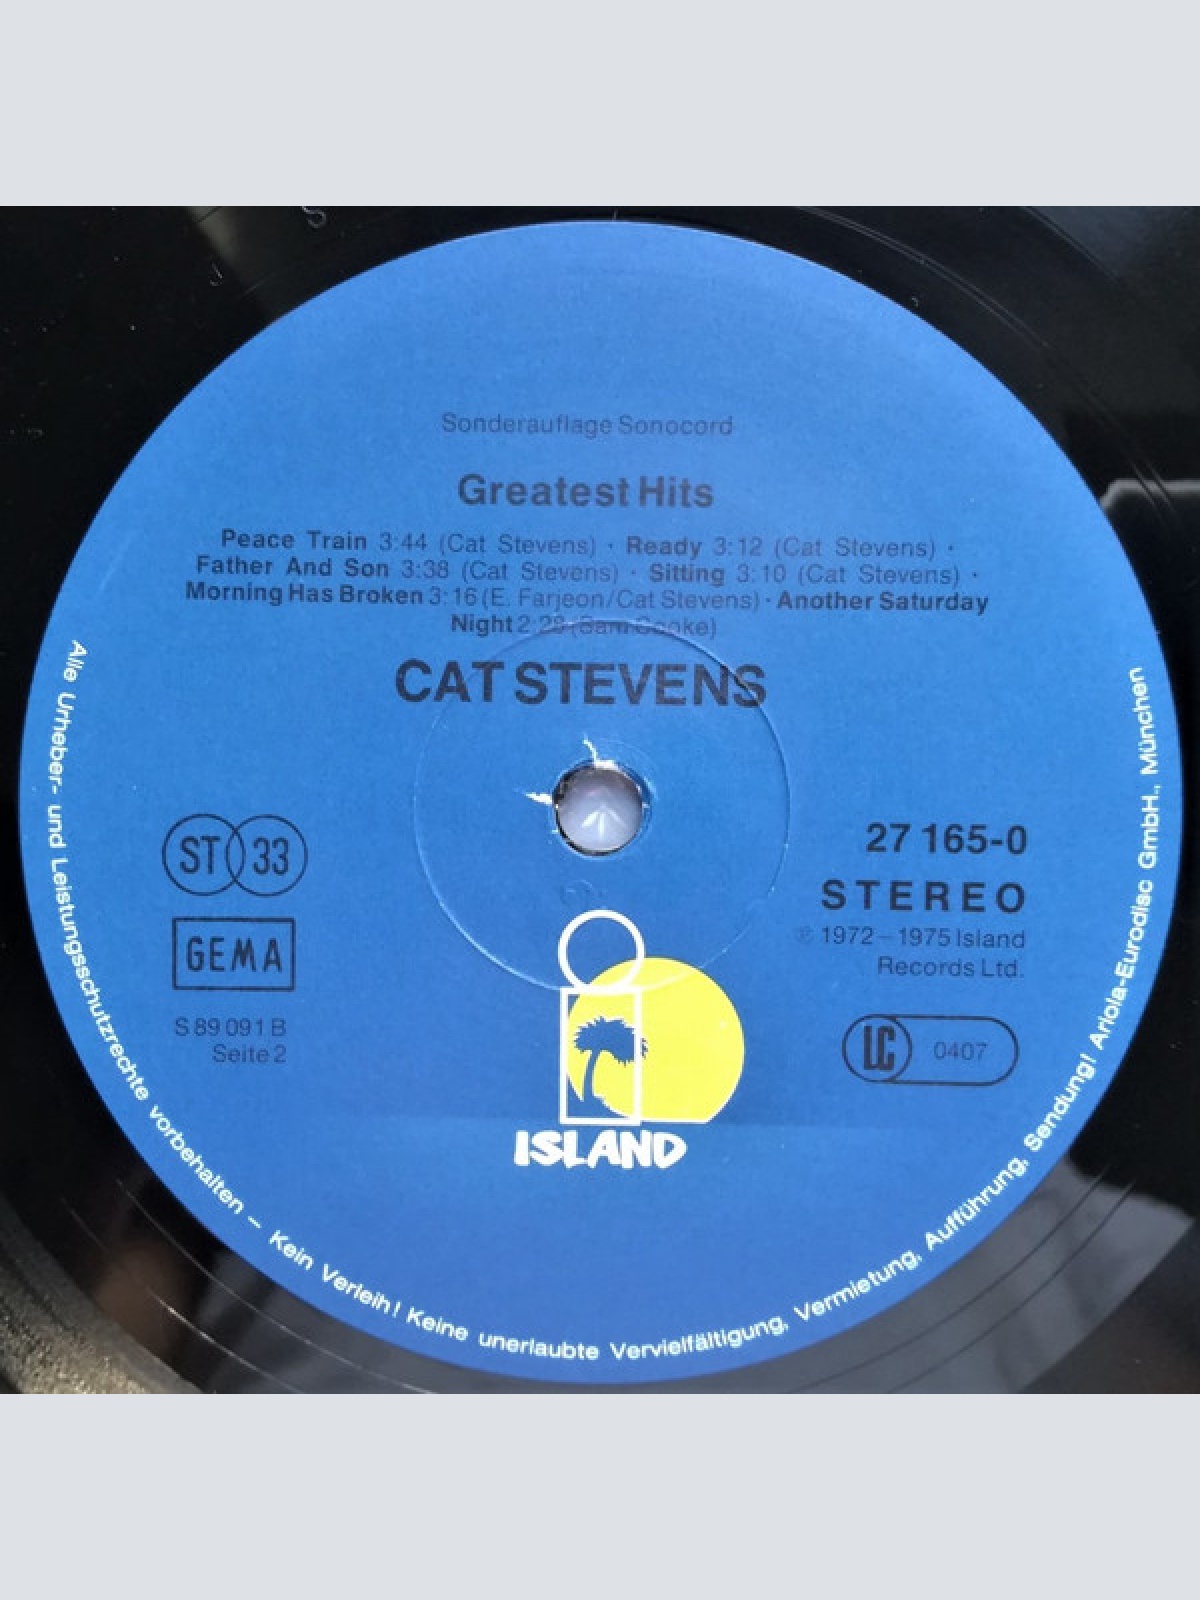 Sonderauflage Sonocord
Greatest Hits
Peace Train 3:44 (Cat Stevens) · Ready 3:12 (Cat Stevens) ·
Father And Son 3:38 (Cat Stevens) · Sitting 3:10 (Cat Stevens) ·
Morning Has Broken 3:16 (E. Farjeon/Cat Stevens) · Another Saturday
Night 2:28 (Sam Cooke)
CAT STEVENS
ST 33
GEMA
S 89 091 B
Seite 2
27 165-0
STEREO
℗ 1972 – 1975 Island
Records Ltd.
LC 0407
ISLAND
Alle Urheber- und Leistungsschutzrechte vorbehalten – Kein Verleih! Keine unerlaubte Vervielfältigung, Vermietung, Aufführung, Sendung! Ariola-Eurodisc GmbH., München